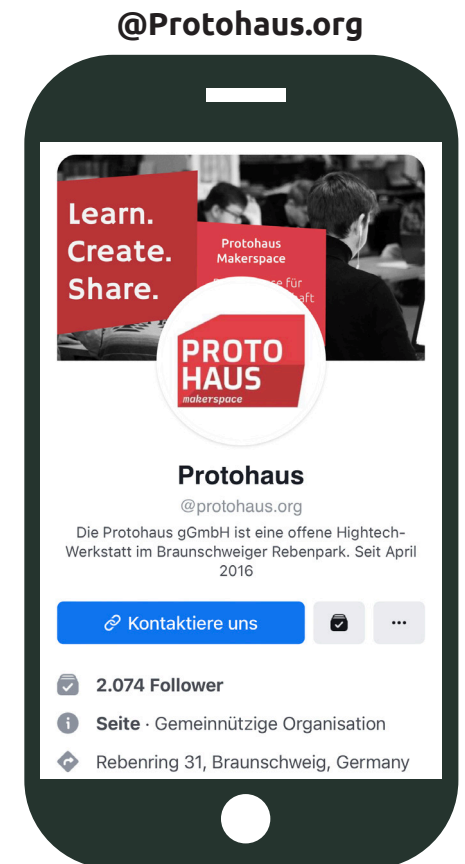 @Protohaus.org
Learn.
Create.
Share.
Protohaus
Makerspace
für
PROTO
HAUS
makerspace
Protohaus
@protohaus.org
Die Protohaus gGmbH ist eine offene Hightech-
Werkstatt im Braunschweiger Rebenpark. Seit April
2016
Kontaktiere uns
2.074 Follower
Seite · Gemeinnützige Organisation
Rebenring 31, Braunschweig, Germany